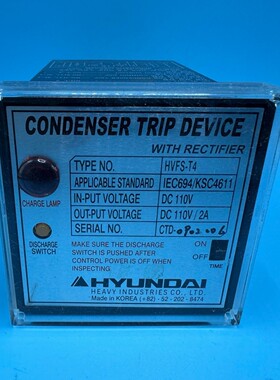 CONDENSER TRIP DEVICE
WITH RECTIFIER
TYPE NO. HVFS-T4
APPLICABLE STANDARD IEC694/KSC4611
IN-PUT VOLTAGE DC 110V
OUT-PUT VOLTAGE DC 110V / 2A
SERIAL NO. CTD-
CHARGE LAMP
DISCHARGE
SWITCH
MAKE SURE THE DISCHARGE
SWITCH IS PUSHED AFTER
CONTROL POWER IS OFF WHEN
INSPECTING.
ON
OFF
TIME
HYUNDAI
HEAVY INDUSTRIES CO., LTD.
Made in KOREA (+82) - 52 - 202 - 8474